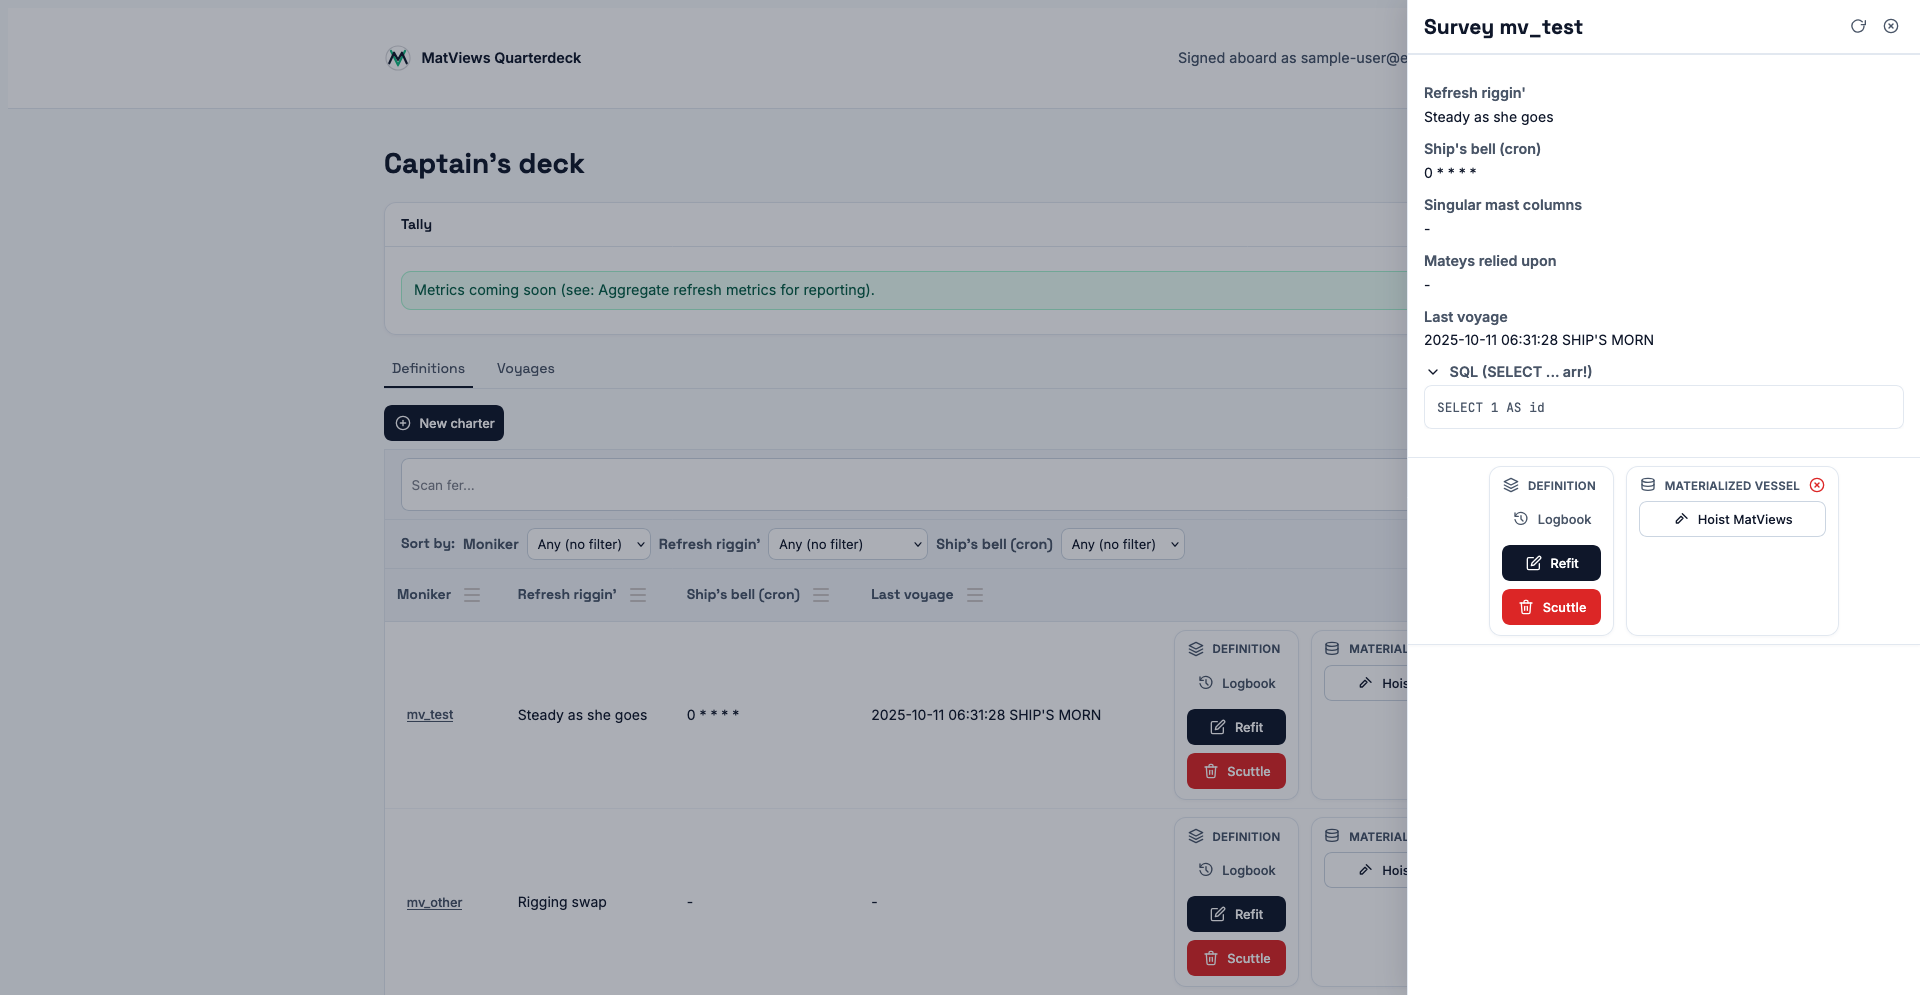 MatViews Quarterdeck
Signed aboard as sample-user@e
Captain's deck
Tally
Metrics coming soon (see: Aggregate refresh metrics for reporting).
Definitions
Voyages
New charter
Scan fer...
Sort by: Moniker Any (no filter) Refresh riggin' Any (no filter) Ship's bell (cron) Any (no filter)
Moniker Refresh riggin' Ship's bell (cron) Last voyage
mv_test Steady as she goes 0 * * * * 2025-10-11 06:31:28 SHIP'S MORN
DEFINITION
Logbook
Refit
Scuttle
MATERIAL
Hois
mv_other Rigging swap - -
DEFINITION
Logbook
Refit
Scuttle
MATERIAL
Hois
Survey mv_test
Refresh riggin'
Steady as she goes
Ship's bell (cron)
0 * * * *
Singular mast columns
-
Mateys relied upon
-
Last voyage
2025-10-11 06:31:28 SHIP'S MORN
SQL (SELECT ... arr!)
SELECT 1 AS id
DEFINITION
Logbook
Refit
Scuttle
MATERIALIZED VESSEL
Hoist MatViews